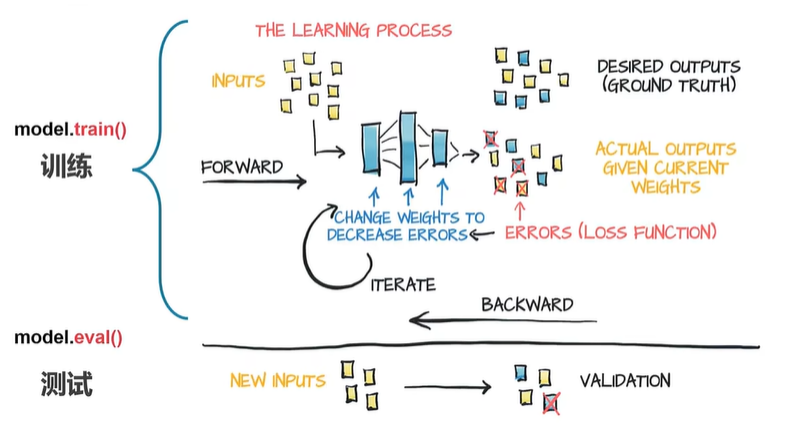 THE LEARNING PROCESS
INPUTS
DESIRED OUTPUTS
(GROUND TRUTH)
model.train()
训练
FORWARD
ACTUAL OUTPUTS
GIVEN CURRENT
WEIGHTS
CHANGE WEIGHTS TO
DECREASE ERRORS
ERRORS (LOSS FUNCTION)
ITERATE
BACKWARD
model.eval()
测试
NEW INPUTS
VALIDATION